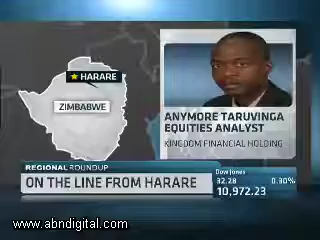 HARARE
ZIMBABWE
ANYMORE TARUVINGA
EQUITIES ANALYST
KINGDOM FINANCIAL HOLDING
REGIONAL ROUNDUP
ON THE LINE FROM HARARE
Dow Jones
32.28 0.30%
10,972.23
www.abndigital.com